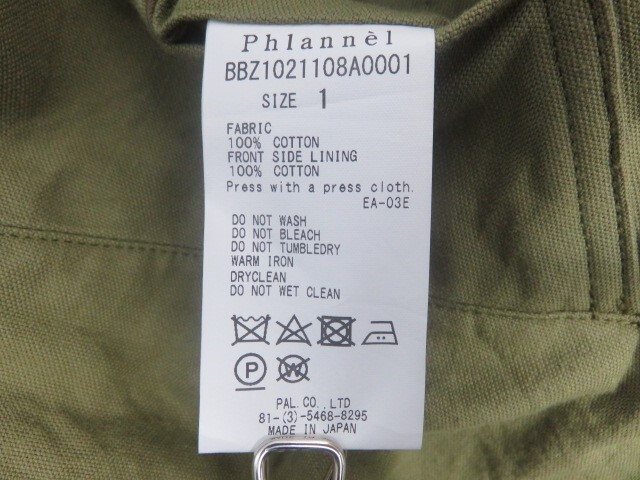 Phlannèl
BBZ1021108A0001
SIZE 1
FABRIC
100% COTTON
FRONT SIDE LINING
100% COTTON
Press with a press cloth.
EA-03E
DO NOT WASH
DO NOT BLEACH
DO NOT TUMBLEDRY
WARM IRON
DRYCLEAN
DO NOT WET CLEAN
P W
PAL.CO.,LTD
81-(3)-5468-8295
MADE IN JAPAN